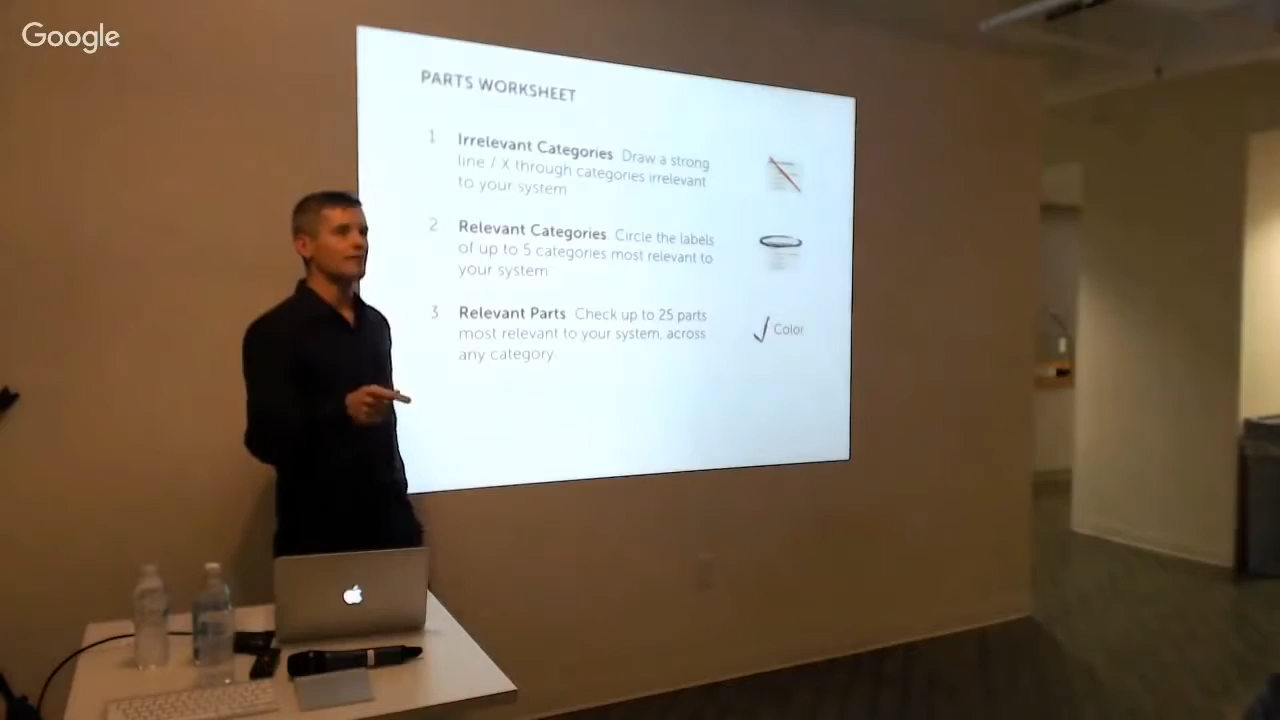 Google
PARTS WORKSHEET
1 Irrelevant Categories Draw a strong
line / X through categories irrelevant
to your system
2 Relevant Categories Circle the labels
of up to 5 categories most relevant to
your system
3 Relevant Parts Check up to 25 parts
most relevant to your system, across
any category.
Color